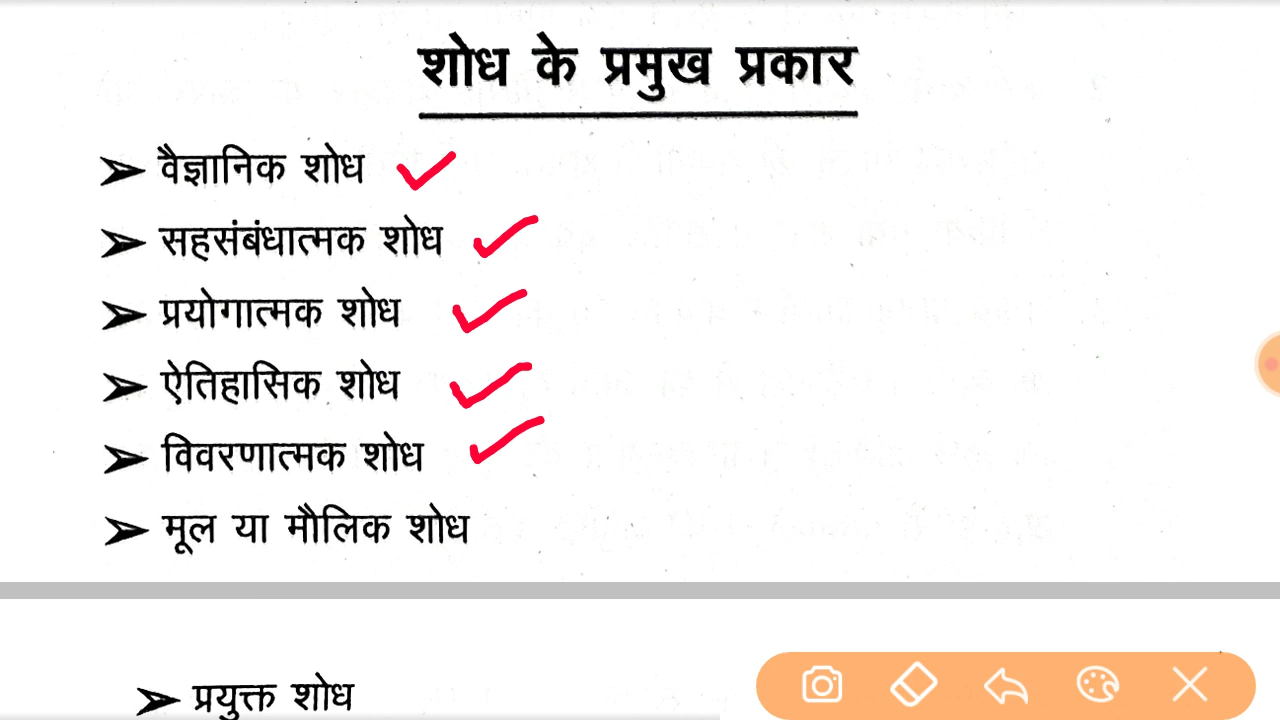 शोध के प्रमुख प्रकार
➢ वैज्ञानिक शोध
➢ सहसंबंधात्मक शोध
➢ प्रयोगात्मक शोध
➢ ऐतिहासिक शोध
➢ विवरणात्मक शोध
➢ मूल या मौलिक शोध
➢ प्रयुक्त शोध